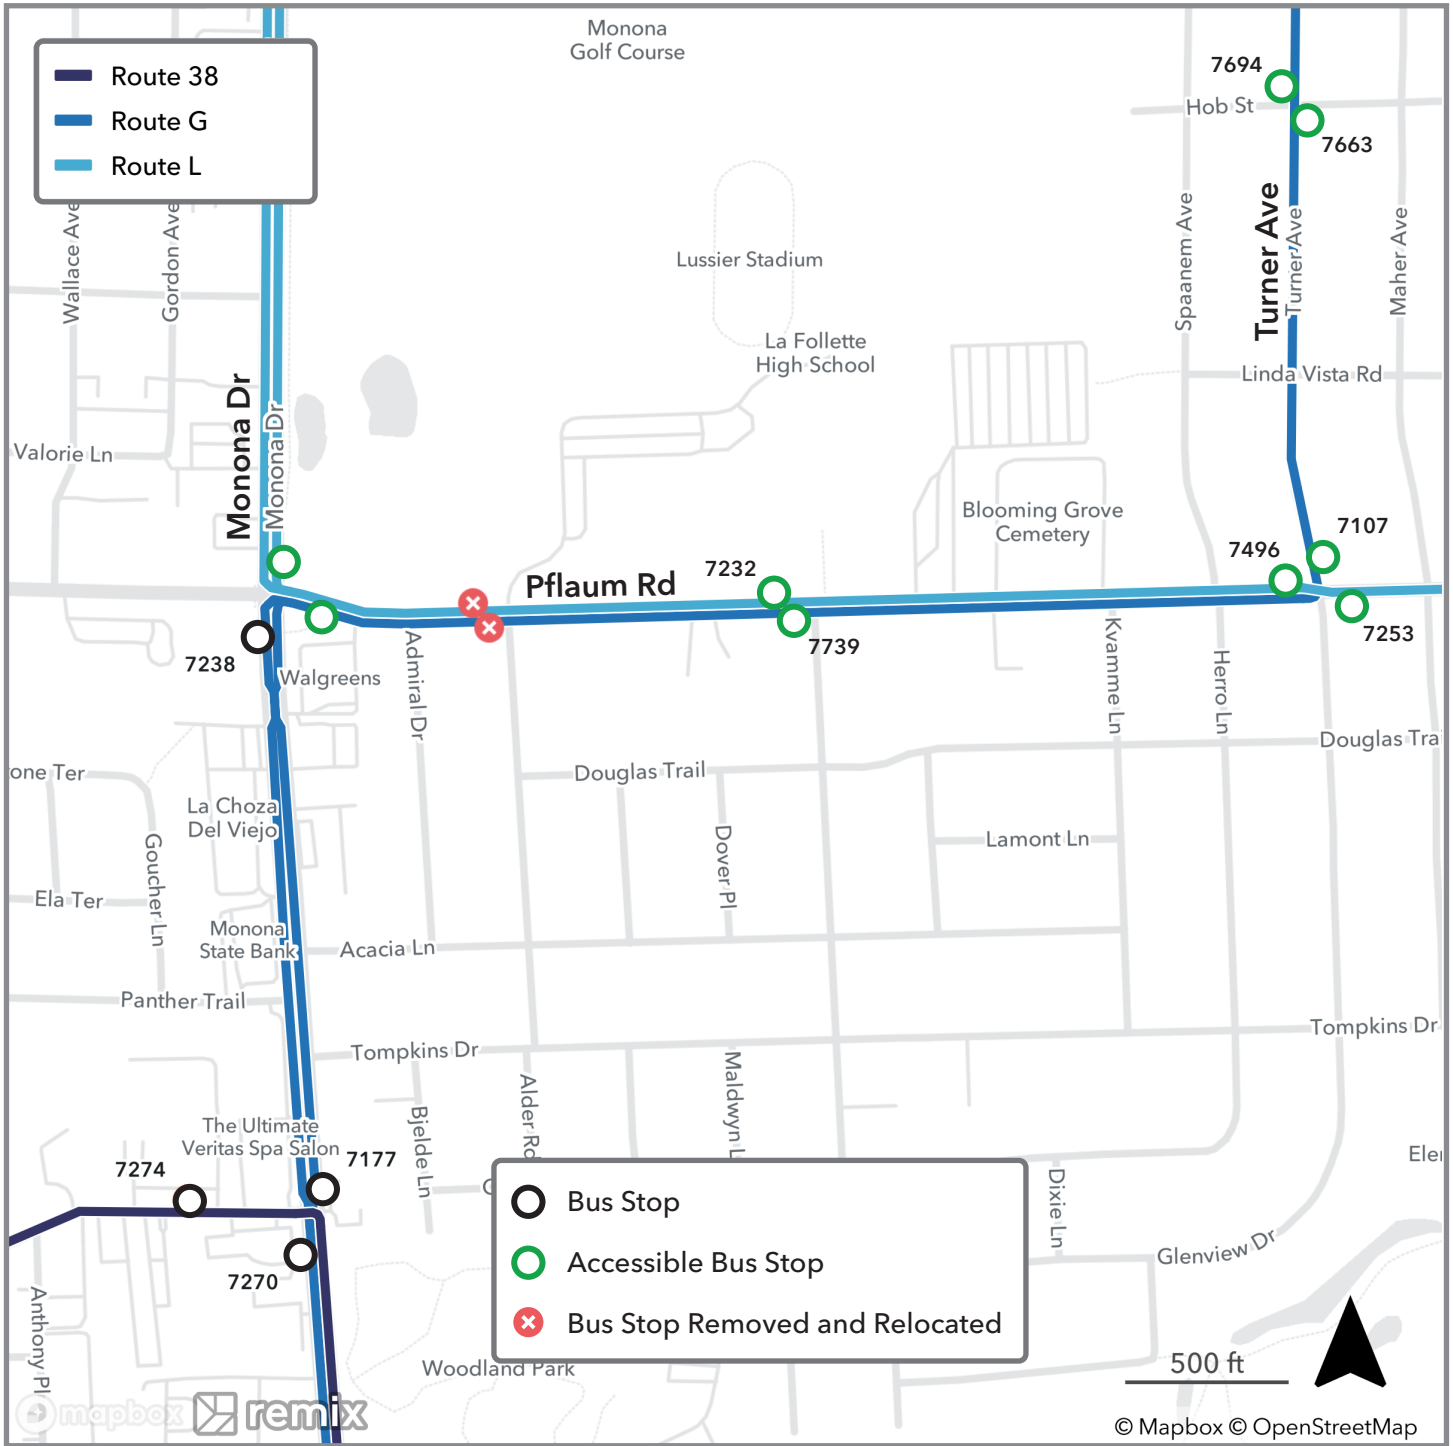 Monona
Golf Course
Route 38
Route G
Route L
7694
Hob St
7663
Wallace Ave
Gordon Ave
Spaanem Ave
Turner Ave
Turner Ave
Maher Ave
Lussier Stadium
La Follette
High School
Linda Vista Rd
Monona Dr
Monona Dr
Valorie Ln
Blooming Grove
Cemetery
7107
7496
7232
Pflaum Rd
7253
7739
7238
Walgreens
Admiral Dr
Kvamme Ln
Herro Ln
Douglas Trai
Douglas Trail
one Ter
La Choza
Del Viejo
Goucher Ln
Dover Pl
Lamont Ln
Ela Ter
Monona
State Bank
Acacia Ln
Panther Trail
Tompkins Dr
Tompkins Dr
Alder Rd
Maldwyn L
Bjelde Ln
The Ultimate
Veritas Spa Salon
7177
7274
7270
Elen
Dixie Ln
Glenview Dr
Bus Stop
Accessible Bus Stop
Bus Stop Removed and Relocated
Anthony Pl
Woodland Park
500 ft
mapbox
remix
© Mapbox © OpenStreetMap